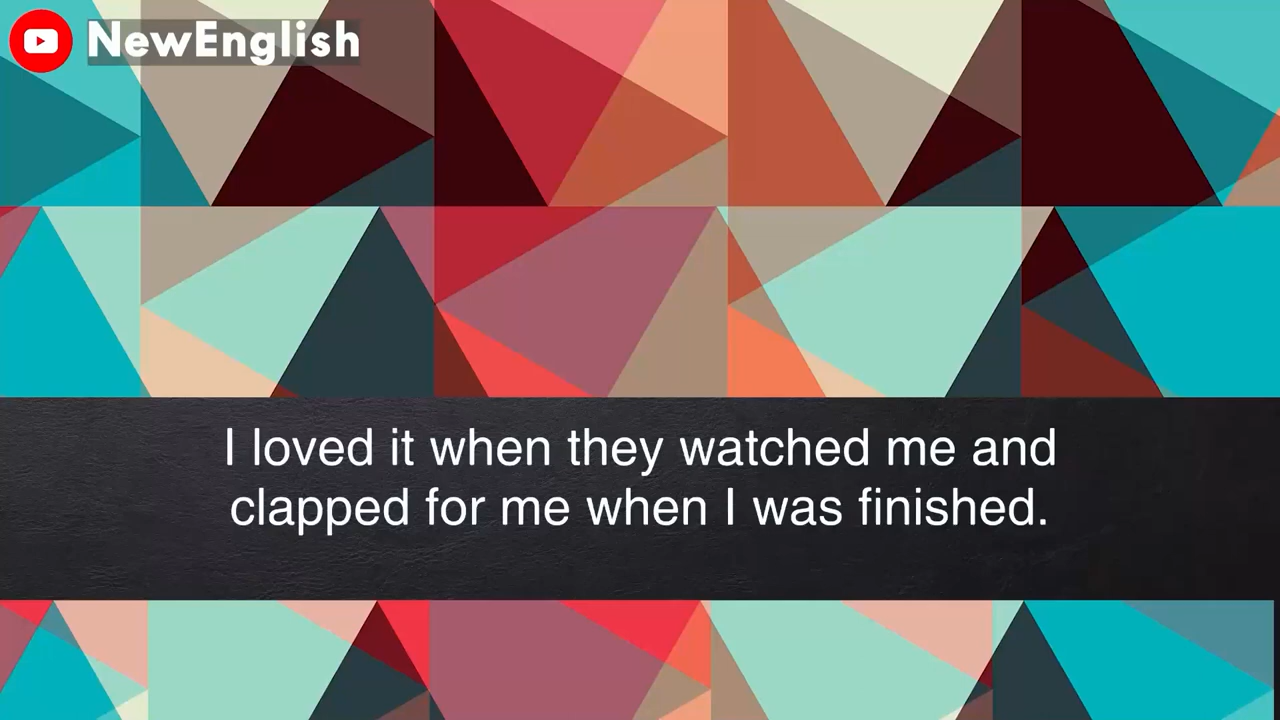 NewEnglish
I loved it when they watched me and
clapped for me when I was finished.